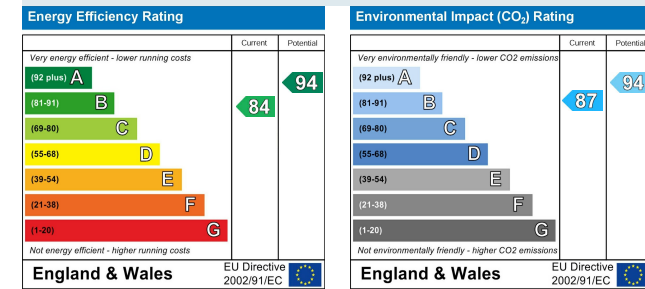 Energy Efficiency Rating
Current Potential
Very energy efficient - lower running costs
(92 plus) A
94
(81-91) B
84
(69-80) C
(55-68) D
(39-54) E
(21-38) F
(1-20) G
Not energy efficient - higher running costs
England & Wales
EU Directive
2002/91/EC
Environmental Impact (CO₂) Rating
Current Potential
Very environmentally friendly - lower CO2 emissions
(92 plus) A
94
(81-91) B
87
(69-80) C
(55-68) D
(39-54) E
(21-38) F
(1-20) G
Not environmentally friendly - higher CO2 emissions
England & Wales
EU Directive
2002/91/EC